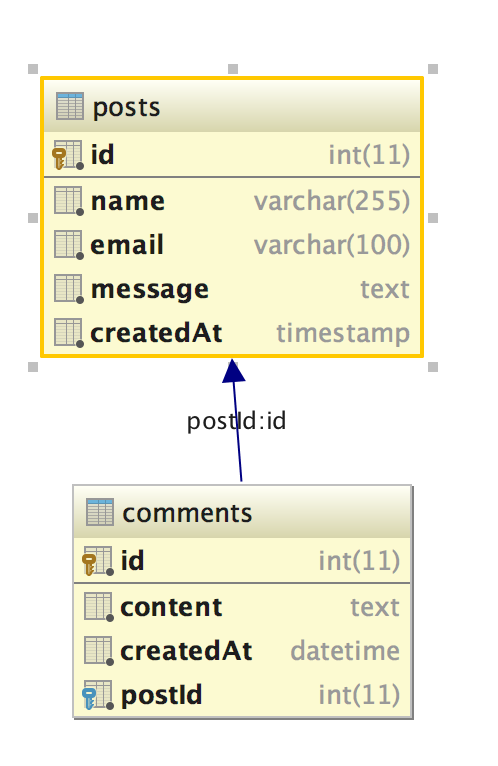 posts
id int(11)
name varchar(255)
email varchar(100)
message text
createdAt timestamp
postId:id
comments
id int(11)
content text
createdAt datetime
postId int(11)